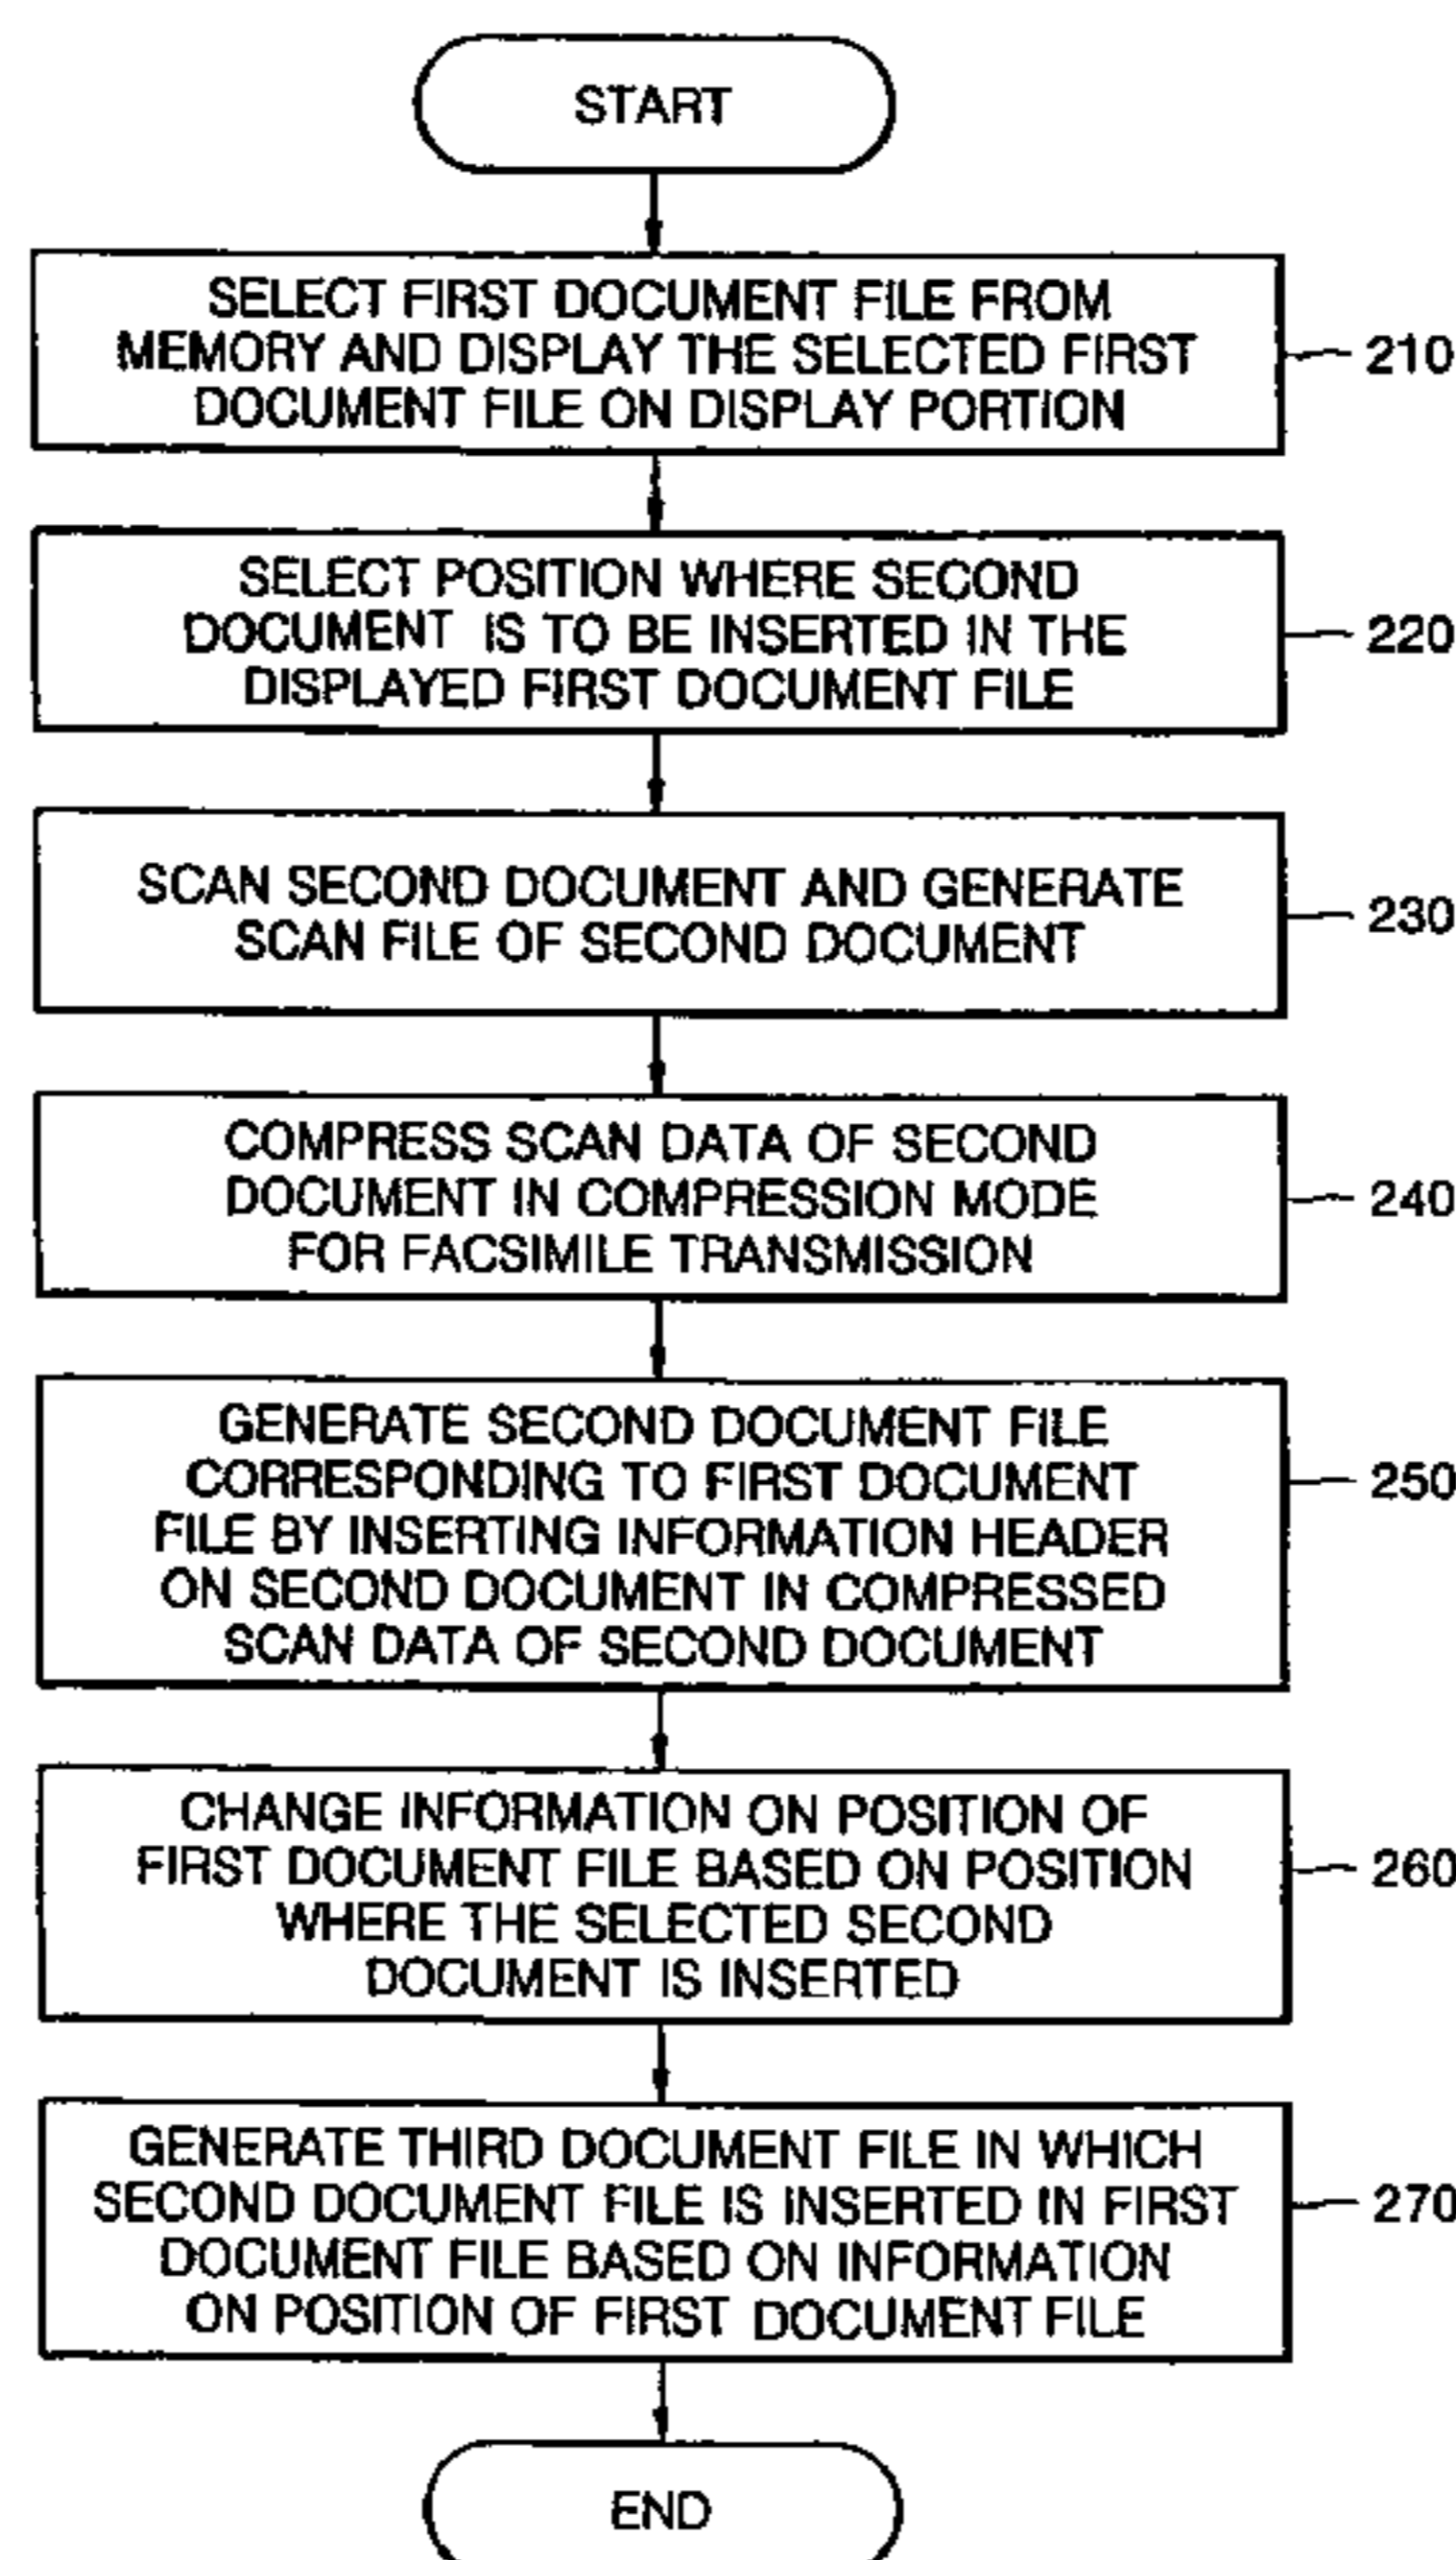 START
SELECT FIRST DOCUMENT FILE FROM
MEMORY AND DISPLAY THE SELECTED FIRST
DOCUMENT FILE ON DISPLAY PORTION
210
SELECT POSITION WHERE SECOND
DOCUMENT IS TO BE INSERTED IN THE
DISPLAYED FIRST DOCUMENT FILE
220
SCAN SECOND DOCUMENT AND GENERATE
SCAN FILE OF SECOND DOCUMENT
230
COMPRESS SCAN DATA OF SECOND
DOCUMENT IN COMPRESSION MODE
FOR FACSIMILE TRANSMISSION
240
GENERATE SECOND DOCUMENT FILE
CORRESPONDING TO FIRST DOCUMENT
FILE BY INSERTING INFORMATION HEADER
ON SECOND DOCUMENT IN COMPRESSED
SCAN DATA OF SECOND DOCUMENT
250
CHANGE INFORMATION ON POSITION OF
FIRST DOCUMENT FILE BASED ON POSITION
WHERE THE SELECTED SECOND
DOCUMENT IS INSERTED
260
GENERATE THIRD DOCUMENT FILE IN WHICH
SECOND DOCUMENT FILE IS INSERTED IN FIRST
DOCUMENT FILE BASED ON INFORMATION
ON POSITION OF FIRST DOCUMENT FILE
270
END